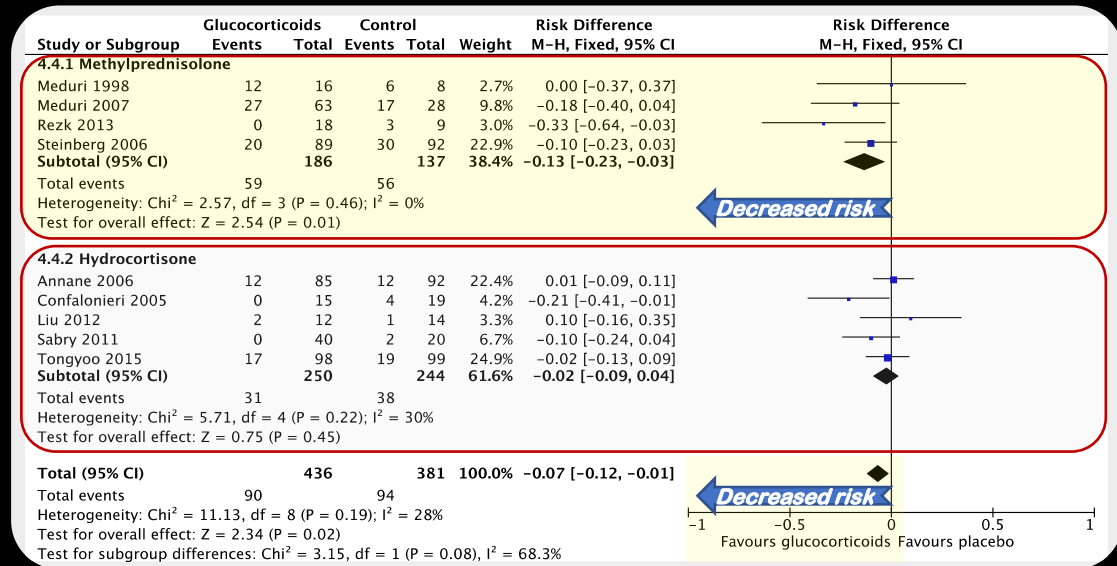 Glucocorticoids Control Risk Difference Risk Difference
Study or Subgroup Events Total Events Total Weight M-H, Fixed, 95% CI M-H, Fixed, 95% CI
4.4.1 Methylprednisolone
Meduri 1998 12 16 6 8 2.7% 0.00 [-0.37, 0.37]
Meduri 2007 27 63 17 28 9.8% -0.18 [-0.40, 0.04]
Rezk 2013 0 18 3 9 3.0% -0.33 [-0.64, -0.03]
Steinberg 2006 20 89 30 92 22.9% -0.10 [-0.23, 0.03]
Subtotal (95% CI) 186 137 38.4% -0.13 [-0.23, -0.03]
Total events 59 56
Heterogeneity: Chi² = 2.57, df = 3 (P = 0.46); I² = 0%
Decreased risk
Test for overall effect: Z = 2.54 (P = 0.01)
4.4.2 Hydrocortisone
Annane 2006 12 85 12 92 22.4% 0.01 [-0.09, 0.11]
Confalonieri 2005 0 15 4 19 4.2% -0.21 [-0.41, -0.01]
Liu 2012 2 12 1 14 3.3% 0.10 [-0.16, 0.35]
Sabry 2011 0 40 2 20 6.7% -0.10 [-0.24, 0.04]
Tongyoo 2015 17 98 19 99 24.9% -0.02 [-0.13, 0.09]
Subtotal (95% CI) 250 244 61.6% -0.02 [-0.09, 0.04]
Total events 31 38
Heterogeneity: Chi² = 5.71, df = 4 (P = 0.22); I² = 30%
Test for overall effect: Z = 0.75 (P = 0.45)
Total (95% CI) 436 381 100.0% -0.07 [-0.12, -0.01]
Total events 90 94 Decreased risk
Heterogeneity: Chi² = 11.13, df = 8 (P = 0.19); I² = 28%
-1 -0.5 0 0.5 1
Test for overall effect: Z = 2.34 (P = 0.02)
Favours glucocorticoids Favours placebo
Test for subgroup differences: Chi² = 3.15, df = 1 (P = 0.08), I² = 68.3%